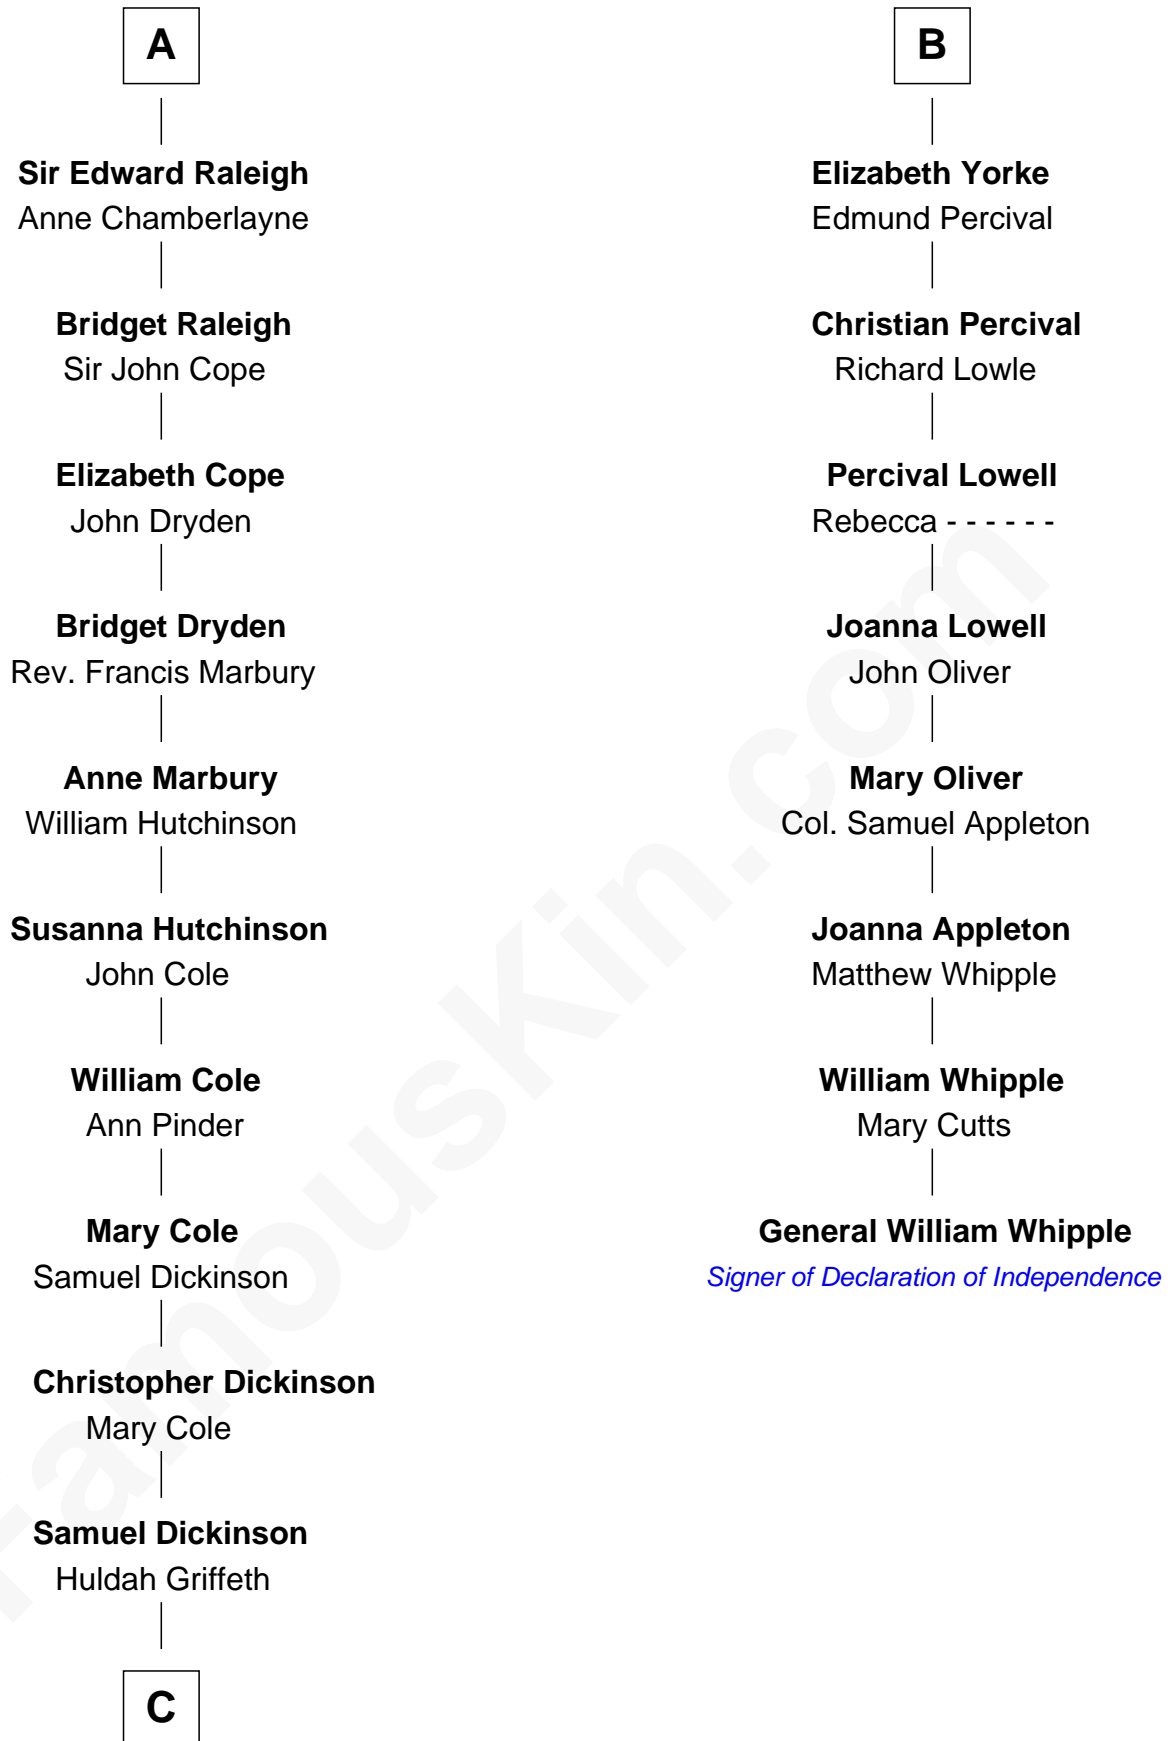 A
Sir Edward Raleigh
Anne Chamberlayne
Bridget Raleigh
Sir John Cope
Elizabeth Cope
John Dryden
Bridget Dryden
Rev. Francis Marbury
Anne Marbury
William Hutchinson
Susanna Hutchinson
John Cole
William Cole
Ann Pinder
Mary Cole
Samuel Dickinson
Christopher Dickinson
Mary Cole
Samuel Dickinson
Huldah Griffeth
C
B
Elizabeth Yorke
Edmund Percival
Christian Percival
Richard Lowle
Percival Lowell
Rebecca - - - - - -
Joanna Lowell
John Oliver
Mary Oliver
Col. Samuel Appleton
Joanna Appleton
Matthew Whipple
William Whipple
Mary Cutts
General William Whipple
Signer of Declaration of Independence
FamousKin.com